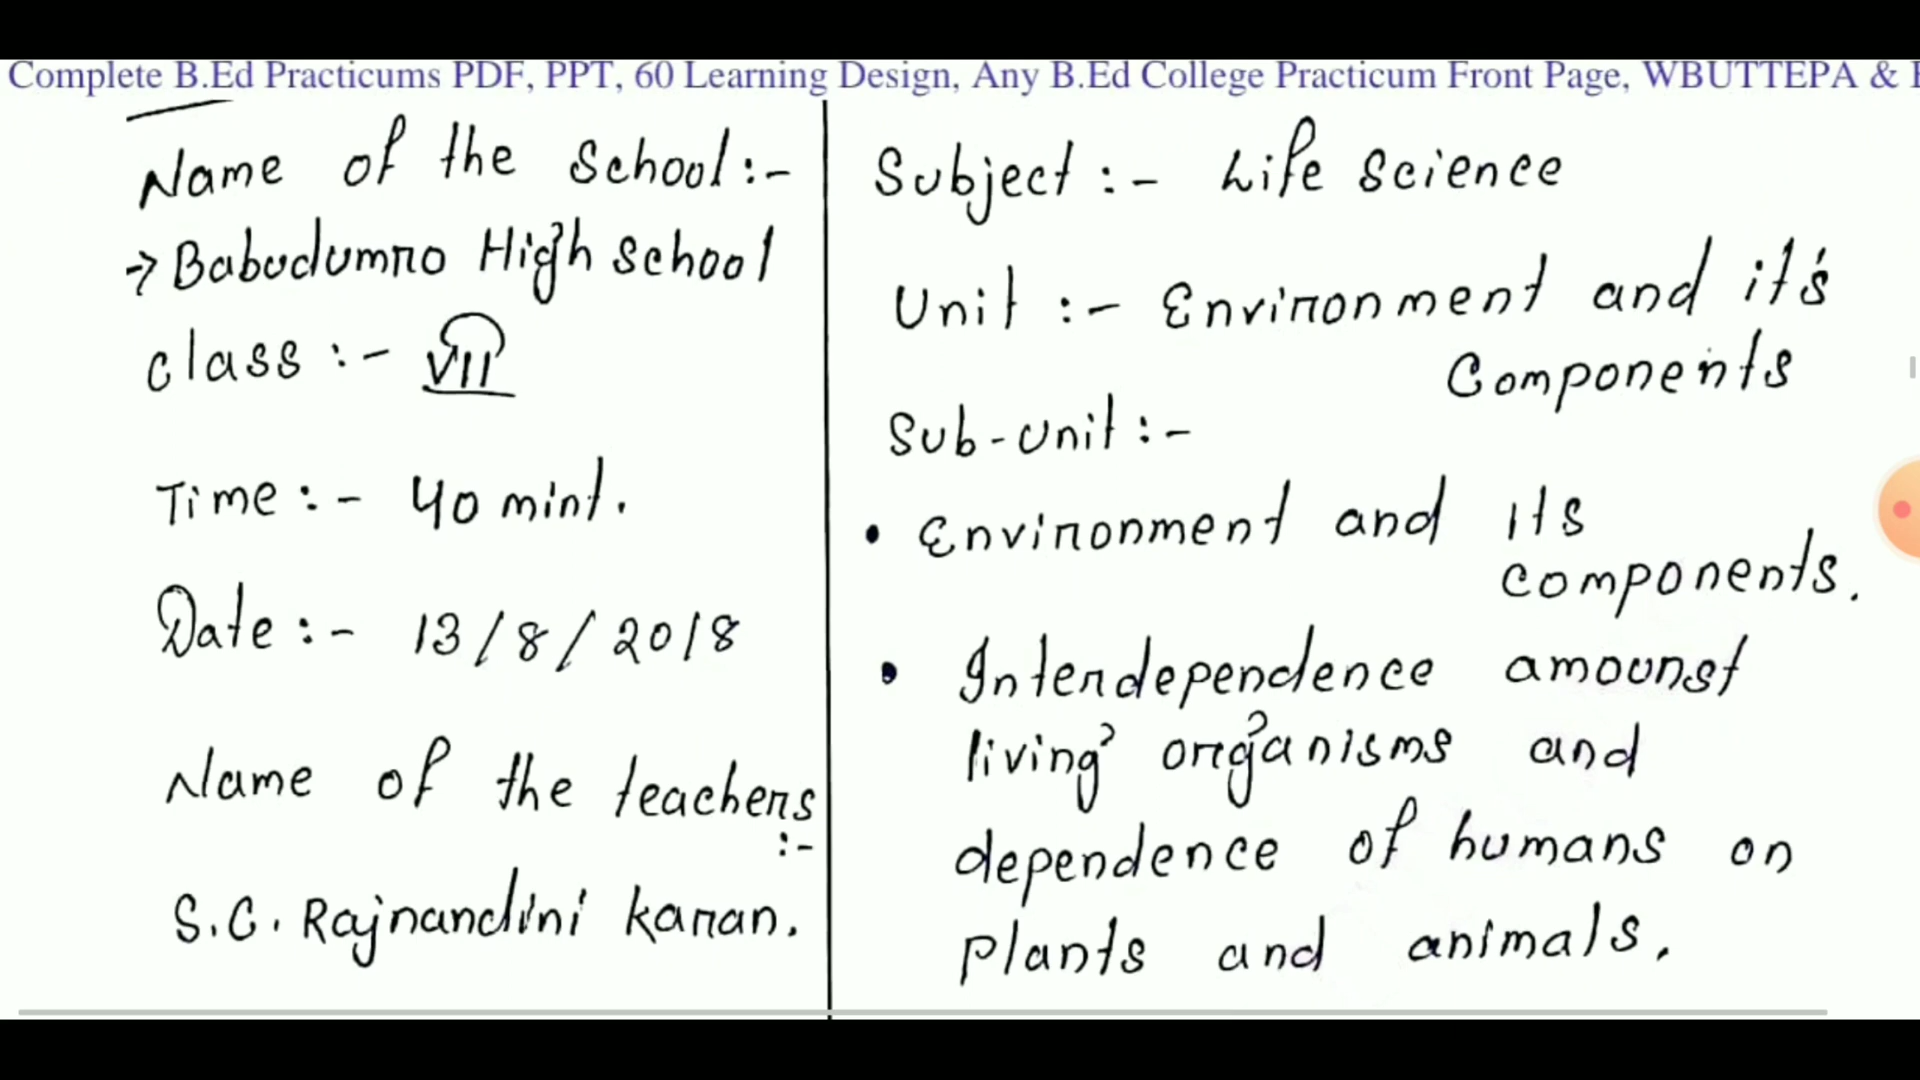 Complete B.Ed Practicums PDF, PPT, 60 Learning Design, Any B.Ed College Practicum Front Page, WBUTTEPA &
Name of the School:-
→ Babudumro High School
Class :- VII
Time :- 40 mint.
Date :- 13/8/2018
Name of the teachers
:-
S.C. Rajnandini karan.
Subject :- Life Science
Unit :- Environment and it's
Components
Sub-unit :-
• Environment and its
components.
• Interdependence amounst
living organisms and
dependence of humans on
plants and animals.